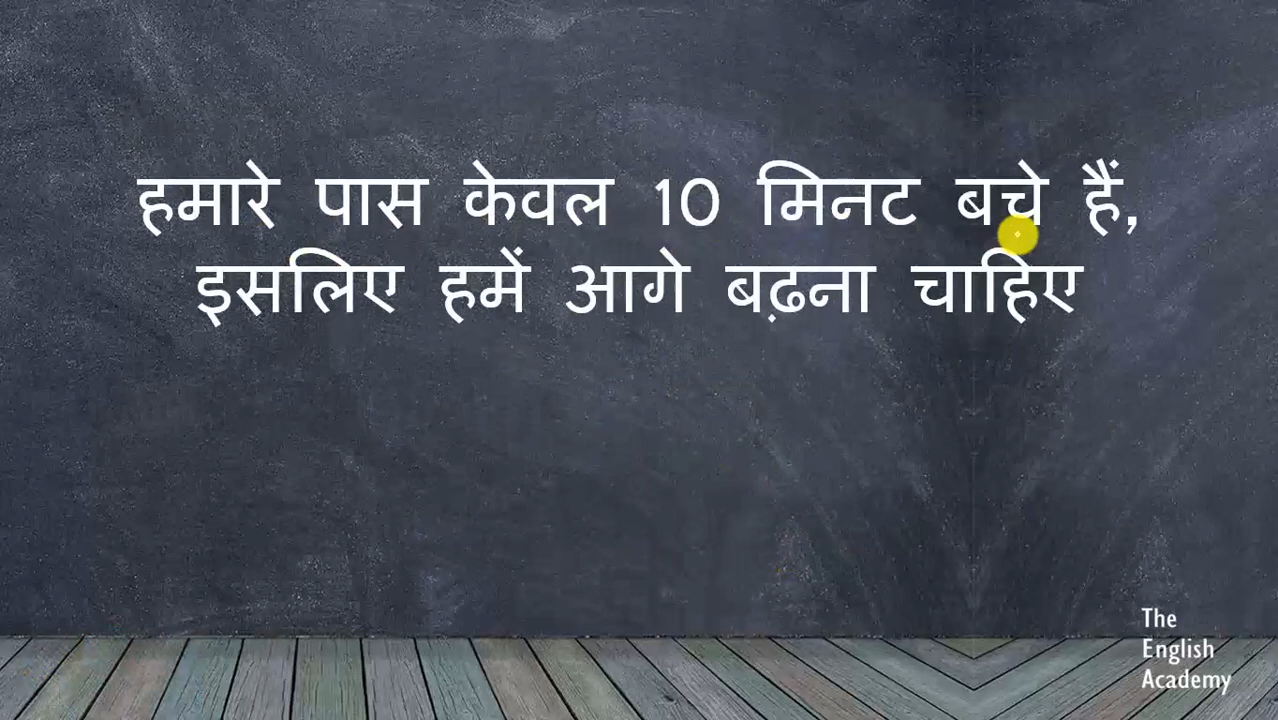 हमारे पास केवल 10 मिनट बचे हैं,
इसलिए हमें आगे बढ़ना चाहिए
The
English
Academy